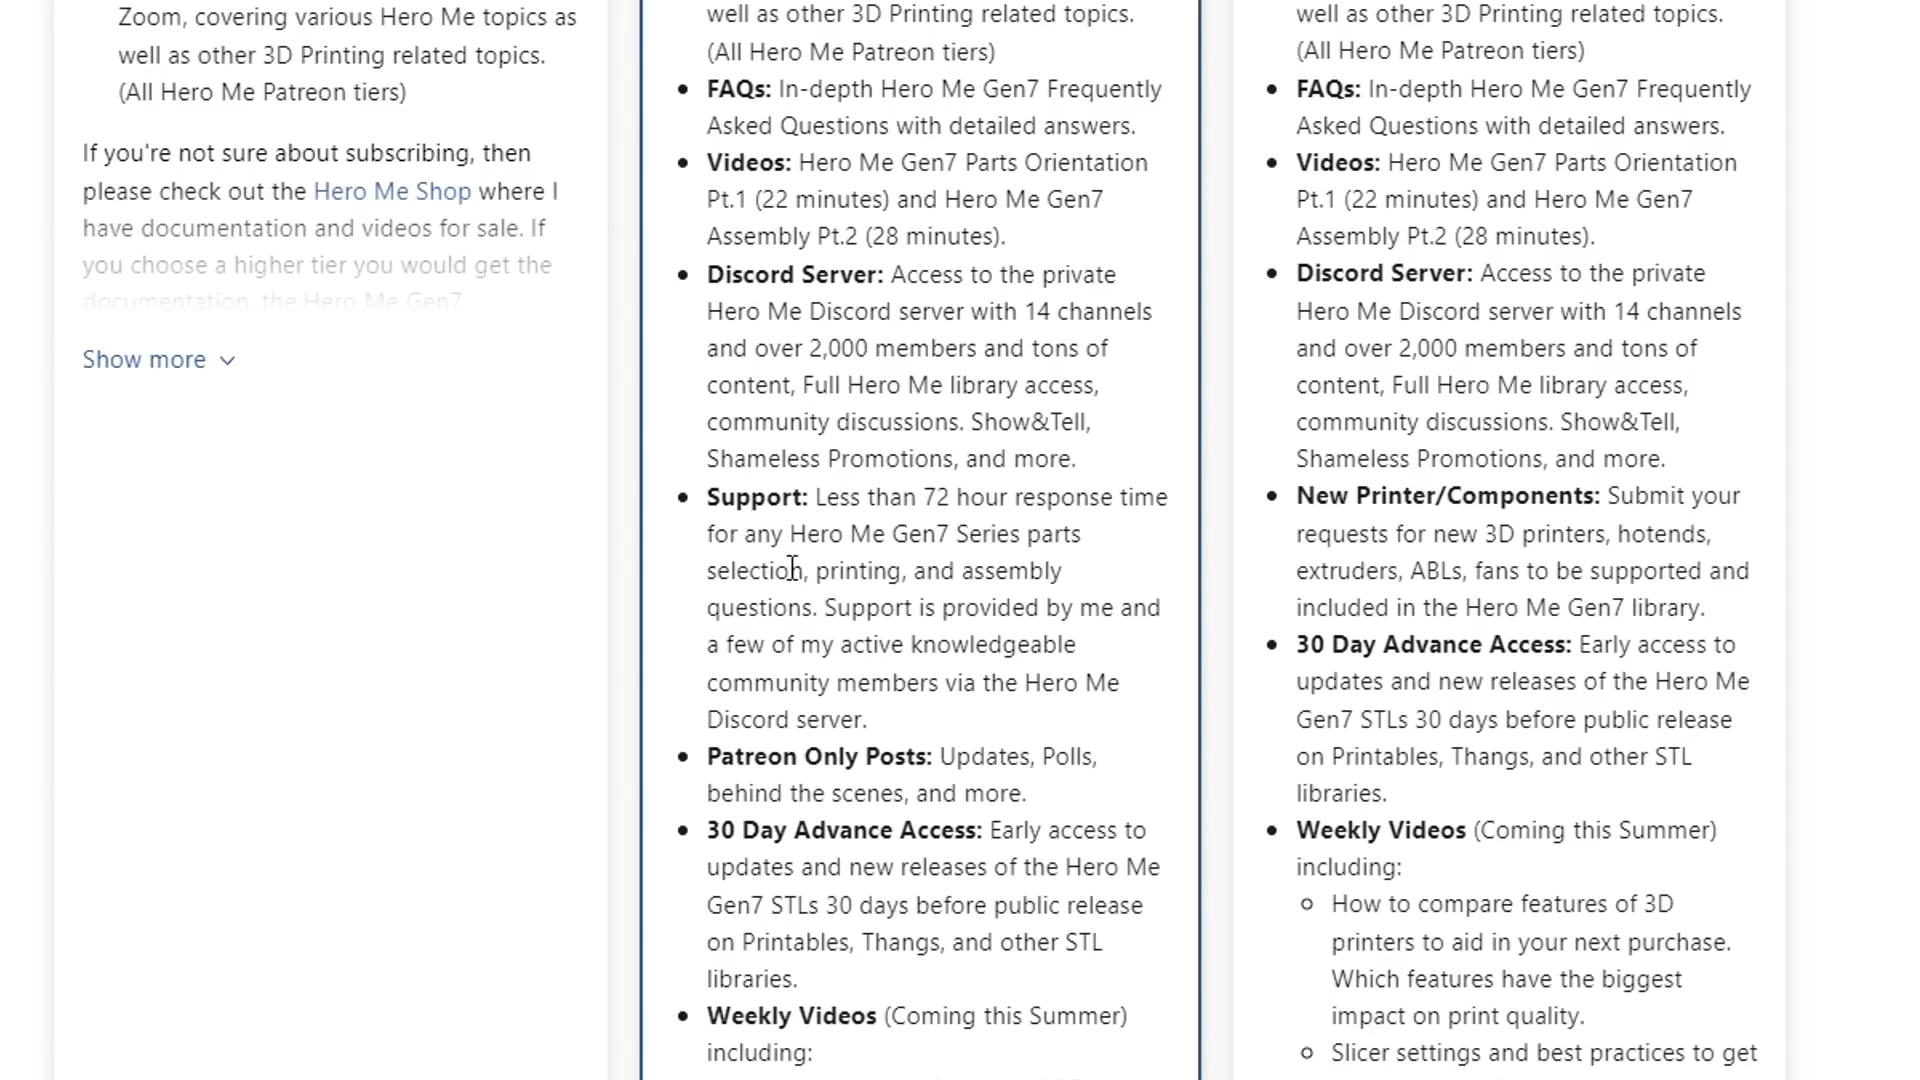 Zoom, covering various Hero Me topics as
well as other 3D Printing related topics.
(All Hero Me Patreon tiers)
If you're not sure about subscribing, then
please check out the Hero Me Shop where I
have documentation and videos for sale. If
you choose a higher tier you would get the
documentation, the Hero Me Gen7
Show more
well as other 3D Printing related topics.
(All Hero Me Patreon tiers)
• FAQs: In-depth Hero Me Gen7 Frequently
Asked Questions with detailed answers.
• Videos: Hero Me Gen7 Parts Orientation
Pt.1 (22 minutes) and Hero Me Gen7
Assembly Pt.2 (28 minutes).
• Discord Server: Access to the private
Hero Me Discord server with 14 channels
and over 2,000 members and tons of
content, Full Hero Me library access,
community discussions. Show&Tell,
Shameless Promotions, and more.
• Support: Less than 72 hour response time
for any Hero Me Gen7 Series parts
selection, printing, and assembly
questions. Support is provided by me and
a few of my active knowledgeable
community members via the Hero Me
Discord server.
• Patreon Only Posts: Updates, Polls,
behind the scenes, and more.
• 30 Day Advance Access: Early access to
updates and new releases of the Hero Me
Gen7 STLs 30 days before public release
on Printables, Thangs, and other STL
libraries.
• Weekly Videos (Coming this Summer)
including:
well as other 3D Printing related topics.
(All Hero Me Patreon tiers)
• FAQs: In-depth Hero Me Gen7 Frequently
Asked Questions with detailed answers.
• Videos: Hero Me Gen7 Parts Orientation
Pt.1 (22 minutes) and Hero Me Gen7
Assembly Pt.2 (28 minutes).
• Discord Server: Access to the private
Hero Me Discord server with 14 channels
and over 2,000 members and tons of
content, Full Hero Me library access,
community discussions. Show&Tell,
Shameless Promotions, and more.
• New Printer/Components: Submit your
requests for new 3D printers, hotends,
extruders, ABLs, fans to be supported and
included in the Hero Me Gen7 library.
• 30 Day Advance Access: Early access to
updates and new releases of the Hero Me
Gen7 STLs 30 days before public release
on Printables, Thangs, and other STL
libraries.
• Weekly Videos (Coming this Summer)
including:
○ How to compare features of 3D
printers to aid in your next purchase.
Which features have the biggest
impact on print quality.
○ Slicer settings and best practices to get